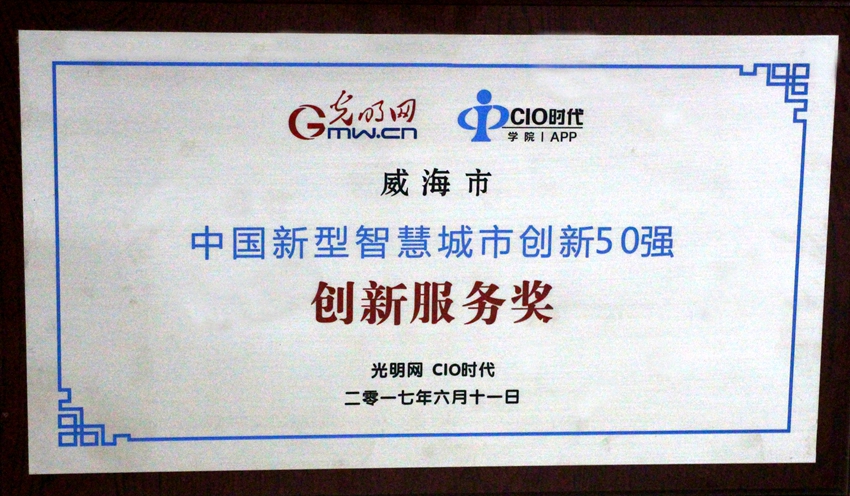 光明网 GMW.CN CIO时代
学院 | APP
威海市
中国新型智慧城市创新50强
创新服务奖
光明网 CIO时代
二零一七年六月十一日